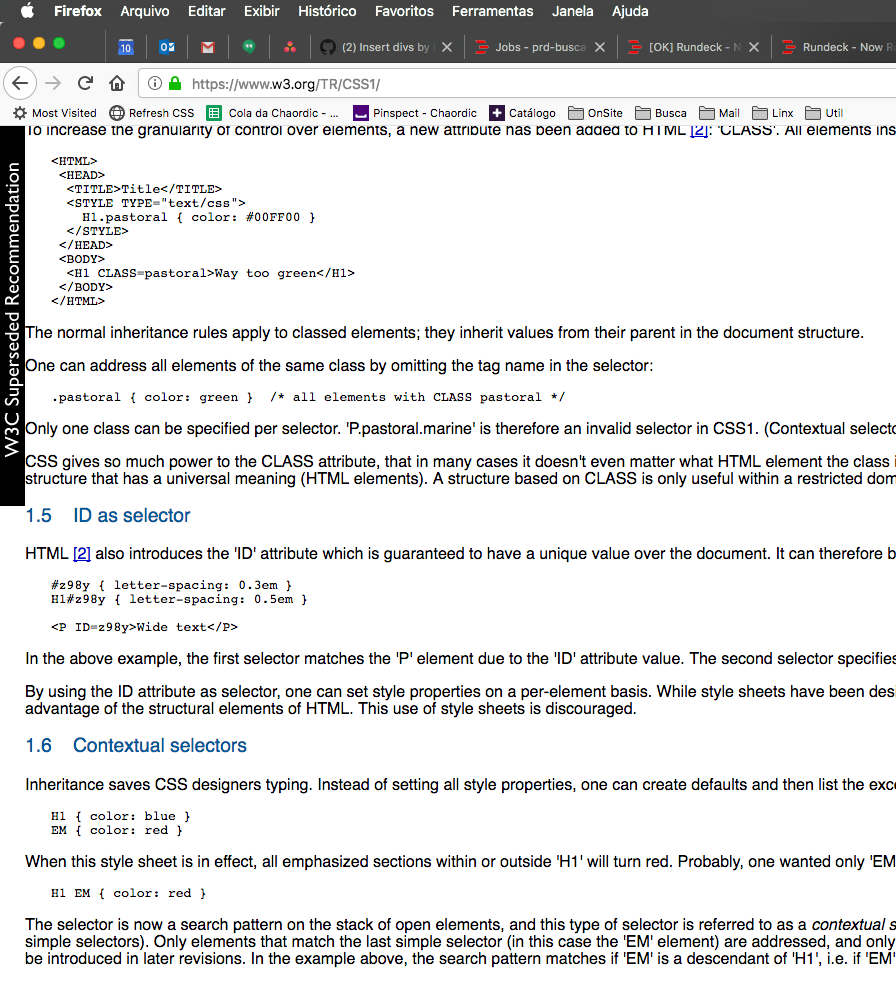 Firefox Arquivo Editar Exibir Histórico Favoritos Ferramentas Janela Ajuda
10 (2) Insert divs by Jobs - prd-busca [OK] Rundeck - N Rundeck - Now R
https://www.w3.org/TR/CSS1/
Most Visited Refresh CSS Cola da Chaordic - ... Pinspect - Chaordic Catálogo OnSite Busca Mail Linx Util
W3C Superseded Recommendation
To increase the granularity of control over elements, a new attribute has been added to HTML [2]: 'CLASS'. All elements ins
<HTML>
<HEAD>
<TITLE>Title</TITLE>
<STYLE TYPE="text/css">
H1.pastoral { color: #00FF00 }
</STYLE>
</HEAD>
<BODY>
<H1 CLASS=pastoral>Way too green</H1>
</BODY>
</HTML>
The normal inheritance rules apply to classed elements; they inherit values from their parent in the document structure.
One can address all elements of the same class by omitting the tag name in the selector:
.pastoral { color: green } /* all elements with CLASS pastoral */
Only one class can be specified per selector. 'P.pastoral.marine' is therefore an invalid selector in CSS1. (Contextual selecto
CSS gives so much power to the CLASS attribute, that in many cases it doesn't even matter what HTML element the class i
structure that has a universal meaning (HTML elements). A structure based on CLASS is only useful within a restricted dom
1.5 ID as selector
HTML [2] also introduces the 'ID' attribute which is guaranteed to have a unique value over the document. It can therefore b
#z98y { letter-spacing: 0.3em }
H1#z98y { letter-spacing: 0.5em }
<P ID=z98y>Wide text</P>
In the above example, the first selector matches the 'P' element due to the 'ID' attribute value. The second selector specifies
By using the ID attribute as selector, one can set style properties on a per-element basis. While style sheets have been desi
advantage of the structural elements of HTML. This use of style sheets is discouraged.
1.6 Contextual selectors
Inheritance saves CSS designers typing. Instead of setting all style properties, one can create defaults and then list the exce
H1 { color: blue }
EM { color: red }
When this style sheet is in effect, all emphasized sections within or outside 'H1' will turn red. Probably, one wanted only 'EM
H1 EM { color: red }
The selector is now a search pattern on the stack of open elements, and this type of selector is referred to as a contextual s
simple selectors). Only elements that match the last simple selector (in this case the 'EM' element) are addressed, and only
be introduced in later revisions. In the example above, the search pattern matches if 'EM' is a descendant of 'H1', i.e. if 'EM'